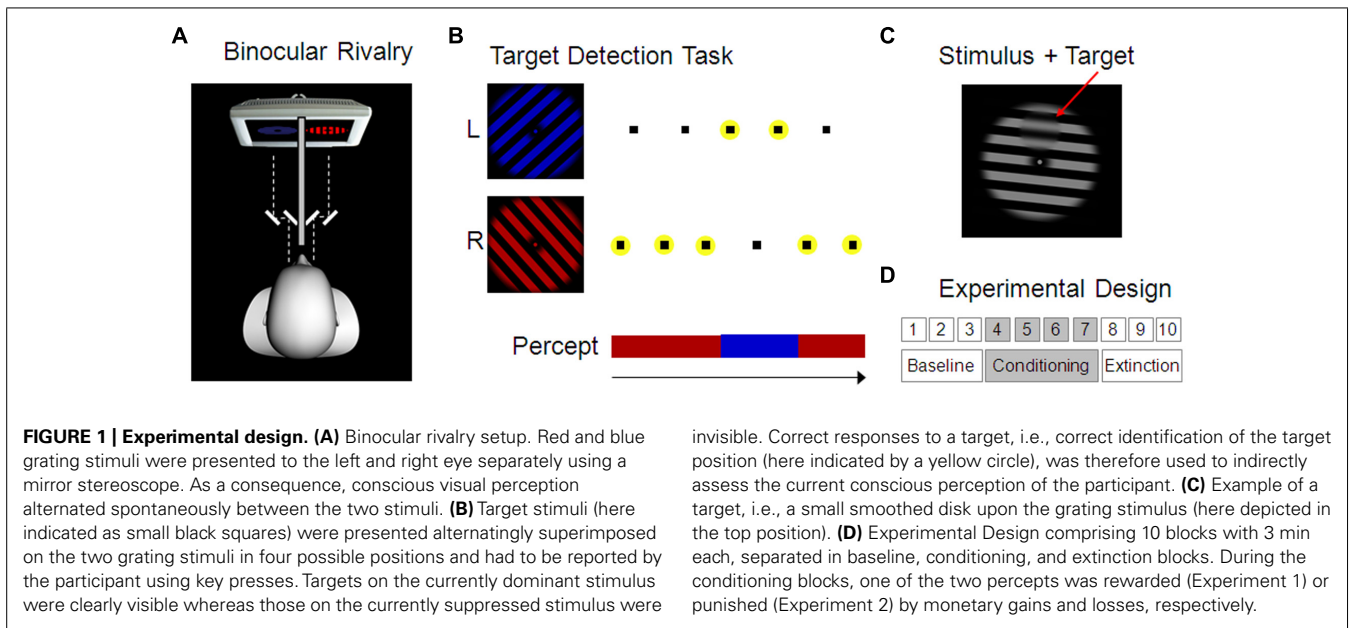 A
Binocular Rivalry
B
Target Detection Task
L
R
Percept
C
Stimulus + Target
D
Experimental Design
1 2 3 4 5 6 7 8 9 10
Baseline Conditioning Extinction
FIGURE 1 | Experimental design. (A) Binocular rivalry setup. Red and blue
grating stimuli were presented to the left and right eye separately using a
mirror stereoscope. As a consequence, conscious visual perception
alternated spontaneously between the two stimuli. (B) Target stimuli (here
indicated as small black squares) were presented alternatingly superimposed
on the two grating stimuli in four possible positions and had to be reported by
the participant using key presses. Targets on the currently dominant stimulus
were clearly visible whereas those on the currently suppressed stimulus were
invisible. Correct responses to a target, i.e., correct identification of the target
position (here indicated by a yellow circle), was therefore used to indirectly
assess the current conscious perception of the participant. (C) Example of a
target, i.e., a small smoothed disk upon the grating stimulus (here depicted in
the top position). (D) Experimental Design comprising 10 blocks with 3 min
each, separated in baseline, conditioning, and extinction blocks. During the
conditioning blocks, one of the two percepts was rewarded (Experiment 1) or
punished (Experiment 2) by monetary gains and losses, respectively.